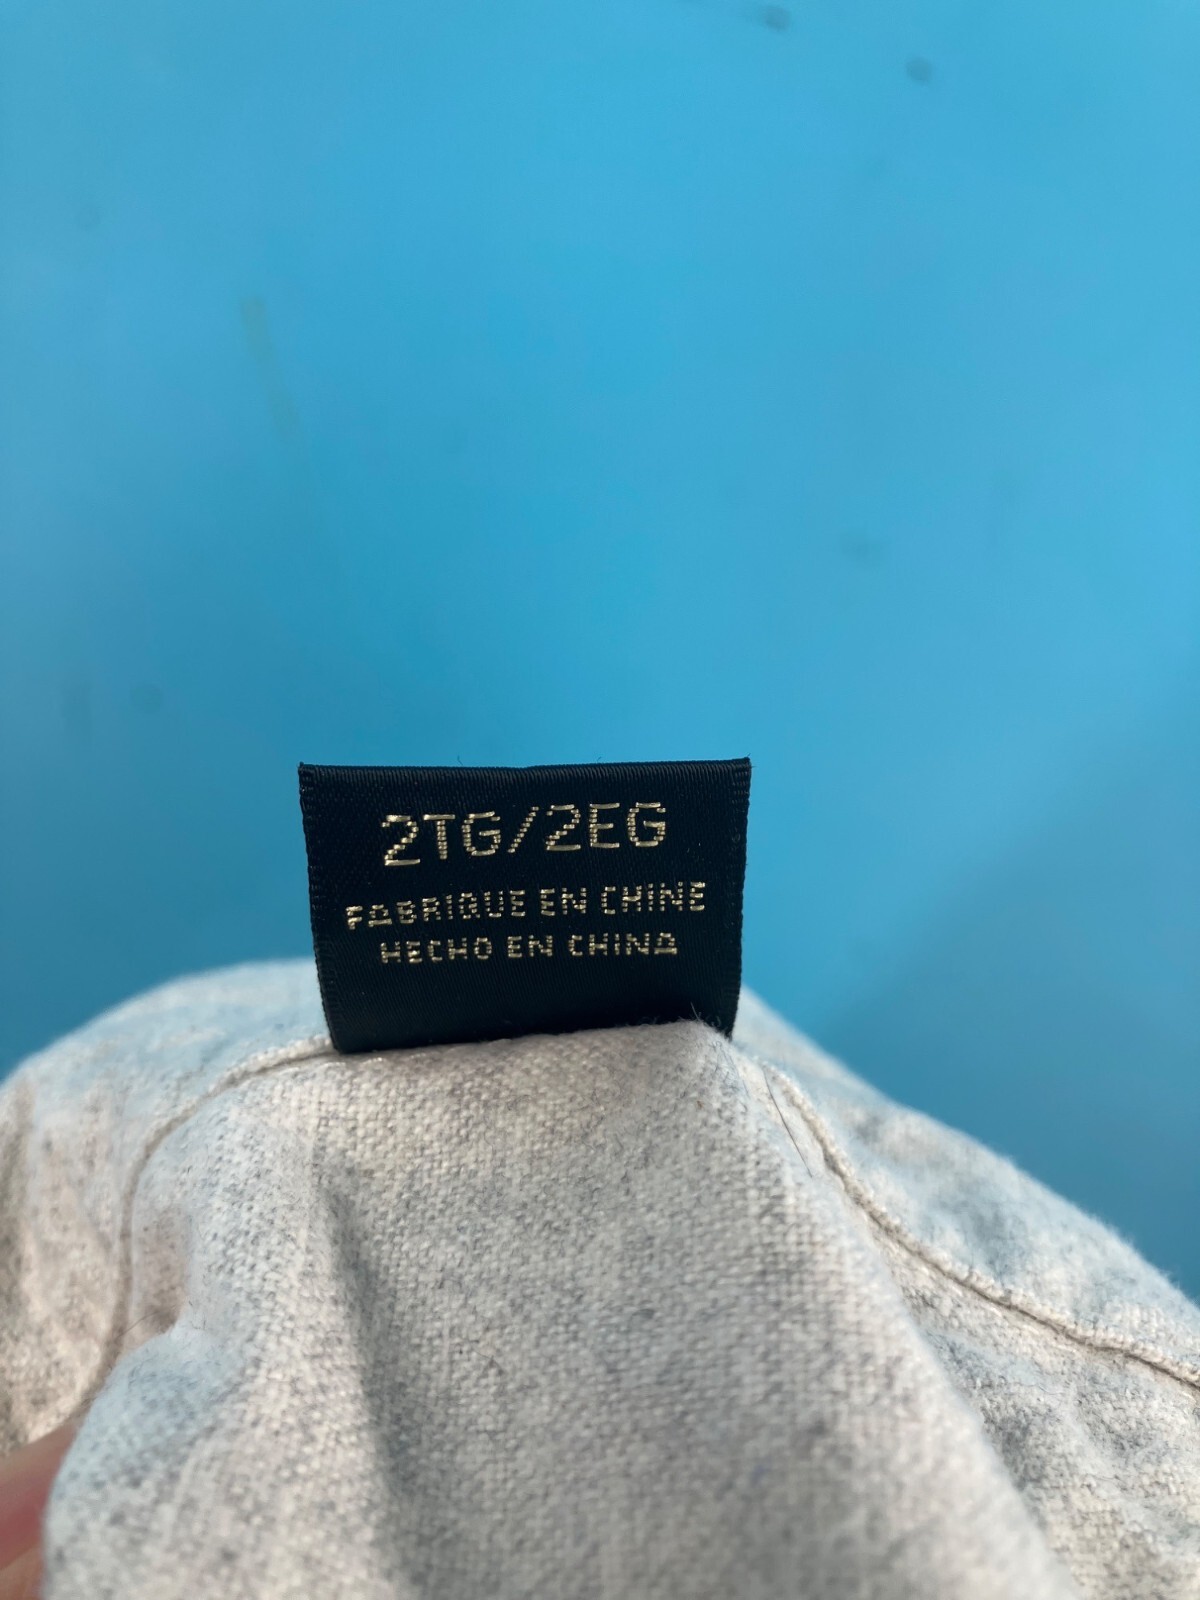 2TG/2EG
FABRIQUE EN CHINE
HECHO EN CHINA